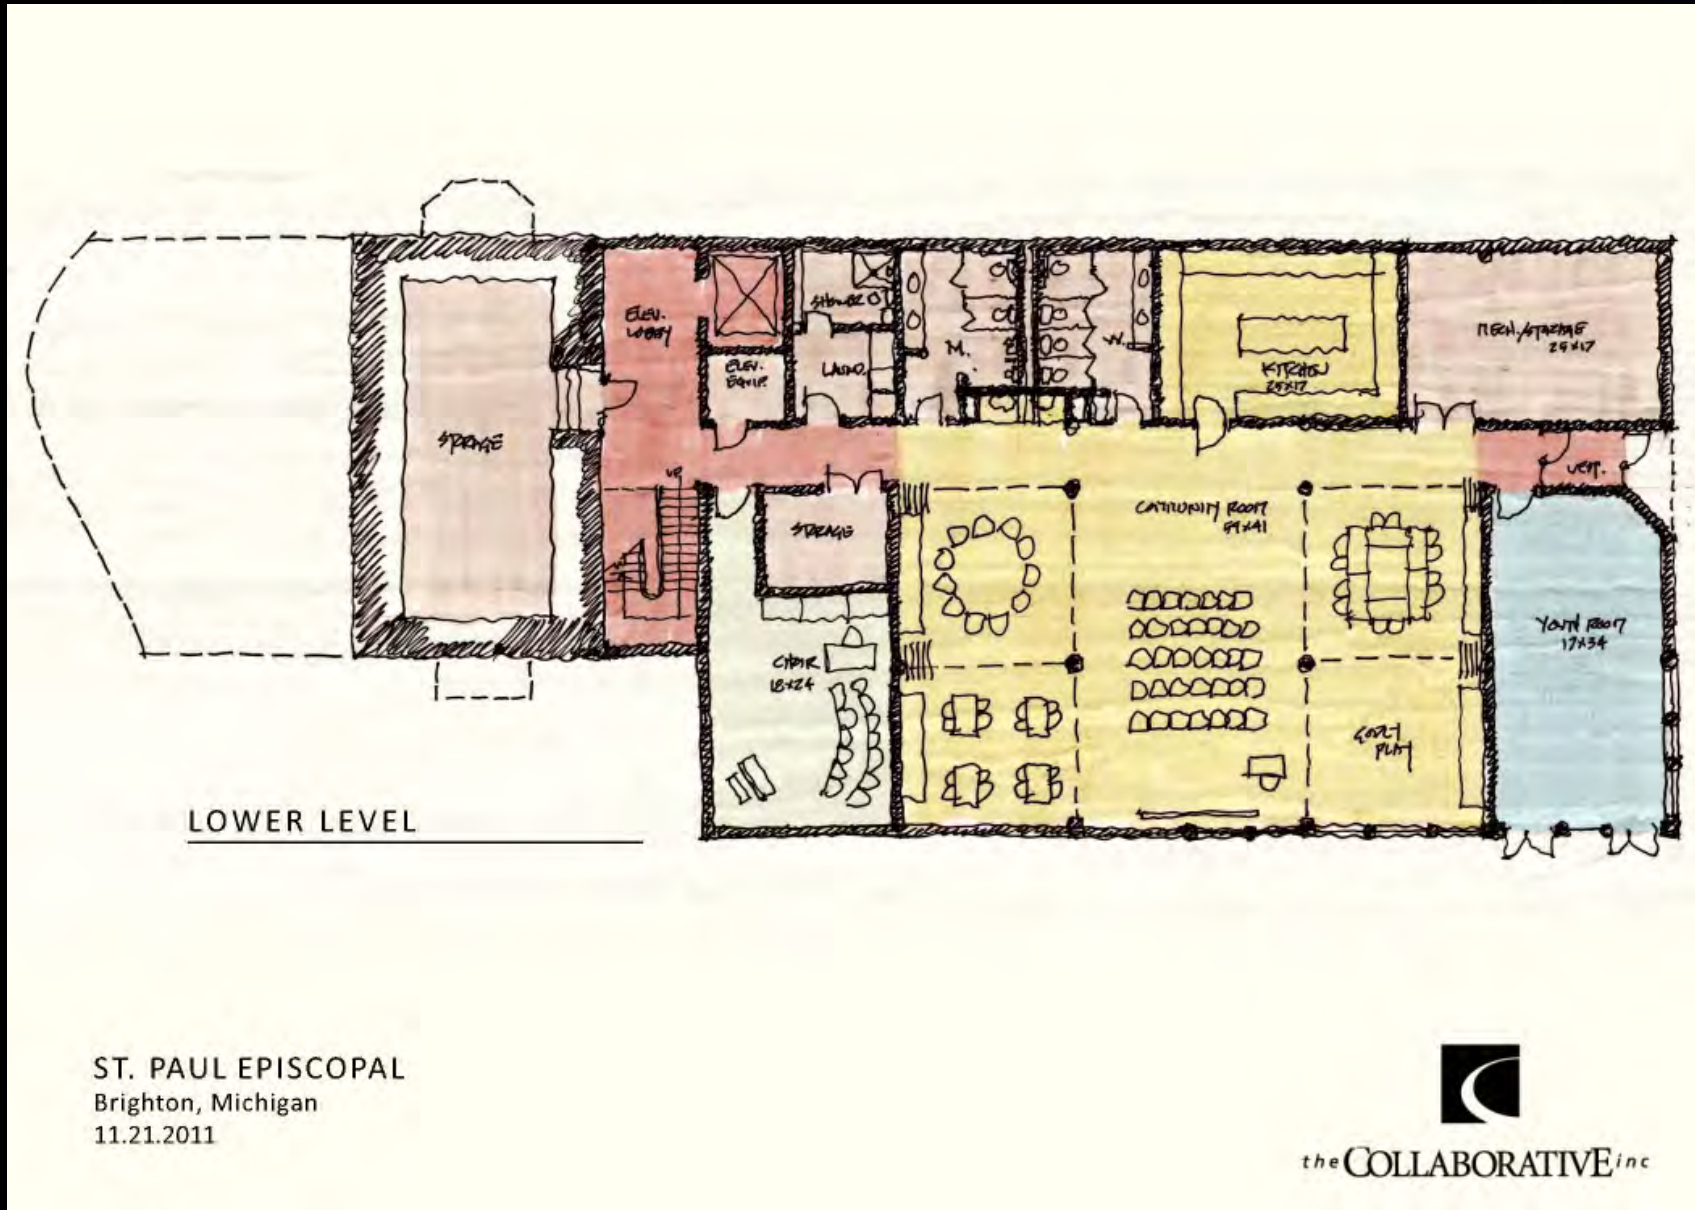 ELEV.
LOBBY
SHOWER
ELEV.
EQUIP.
LAUND.
M.
W.
KITCHEN
25X17
MECH./STORAGE
25X17
STORAGE
UP
STORAGE
COMMUNITY ROOM
59X41
VEST.
CHOIR
18X24
YOUTH ROOM
17X34
GODLY
PLAY
LOWER LEVEL
ST. PAUL EPISCOPAL
Brighton, Michigan
11.21.2011
the COLLABORATIVE inc